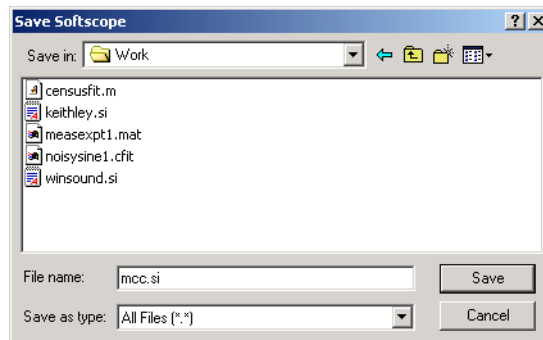 Save Softscope
Save in: Work
censusfit.m
keithley.si
measexpt1.mat
noisysine1.cfit
winsound.si
File name: mcc.si Save
Save as type: All Files (*.*) Cancel